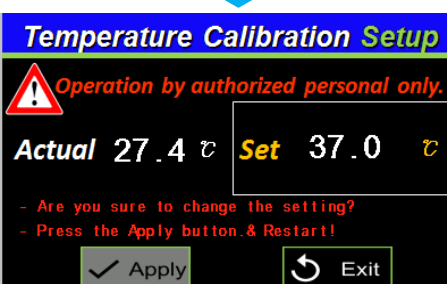 Temperature Calibration Setup
Operation by authorized personal only.
Actual 27.4 ℃ Set 37.0 ℃
- Are you sure to change the setting?
- Press the Apply button.& Restart!
Apply Exit